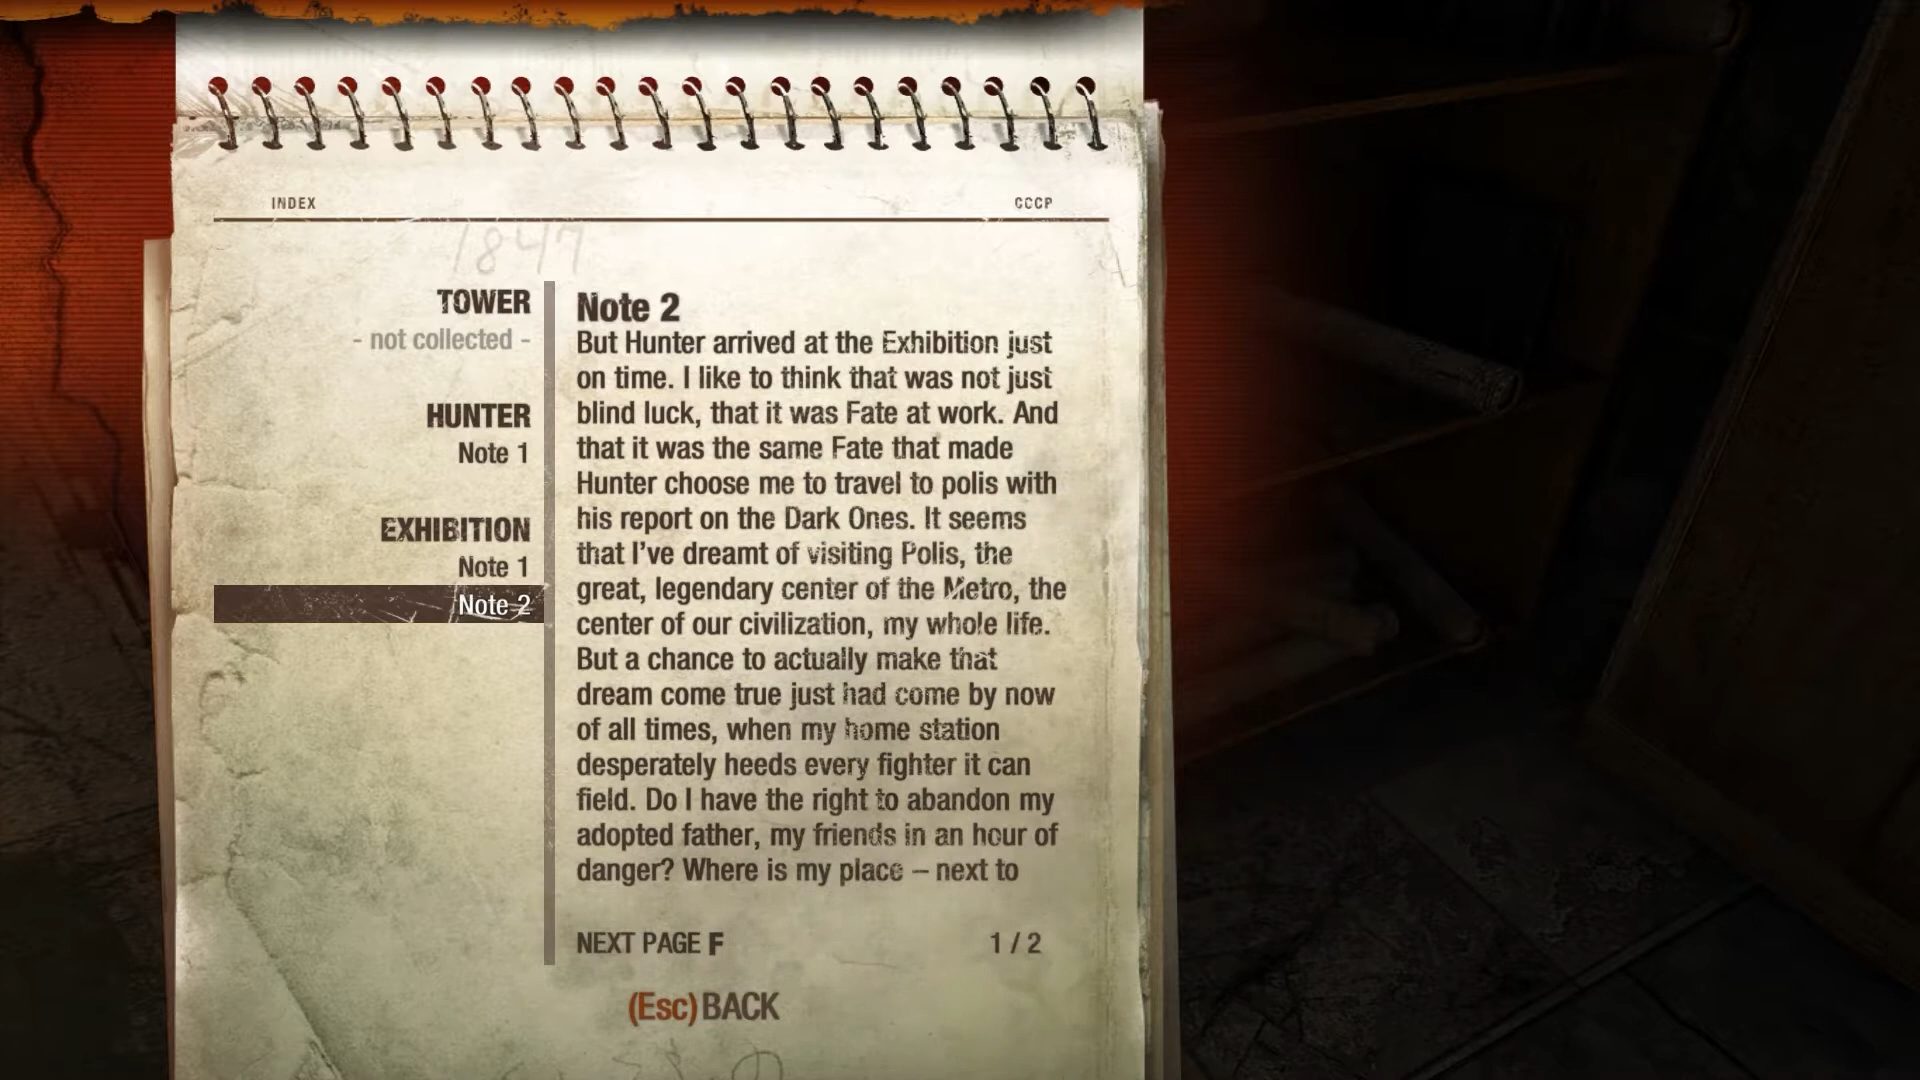 INDEX
CCCP
1847
TOWER
- not collected -
HUNTER
Note 1
EXHIBITION
Note 1
Note 2
Note 2
But Hunter arrived at the Exhibition just
on time. I like to think that was not just
blind luck, that it was Fate at work. And
that it was the same Fate that made
Hunter choose me to travel to polis with
his report on the Dark Ones. It seems
that I've dreamt of visiting Polis, the
great, legendary center of the Metro, the
center of our civilization, my whole life.
But a chance to actually make that
dream come true just had come by now
of all times, when my home station
desperately heeds every fighter it can
field. Do I have the right to abandon my
adopted father, my friends in an hour of
danger? Where is my place – next to
NEXT PAGE F
1 / 2
(Esc) BACK